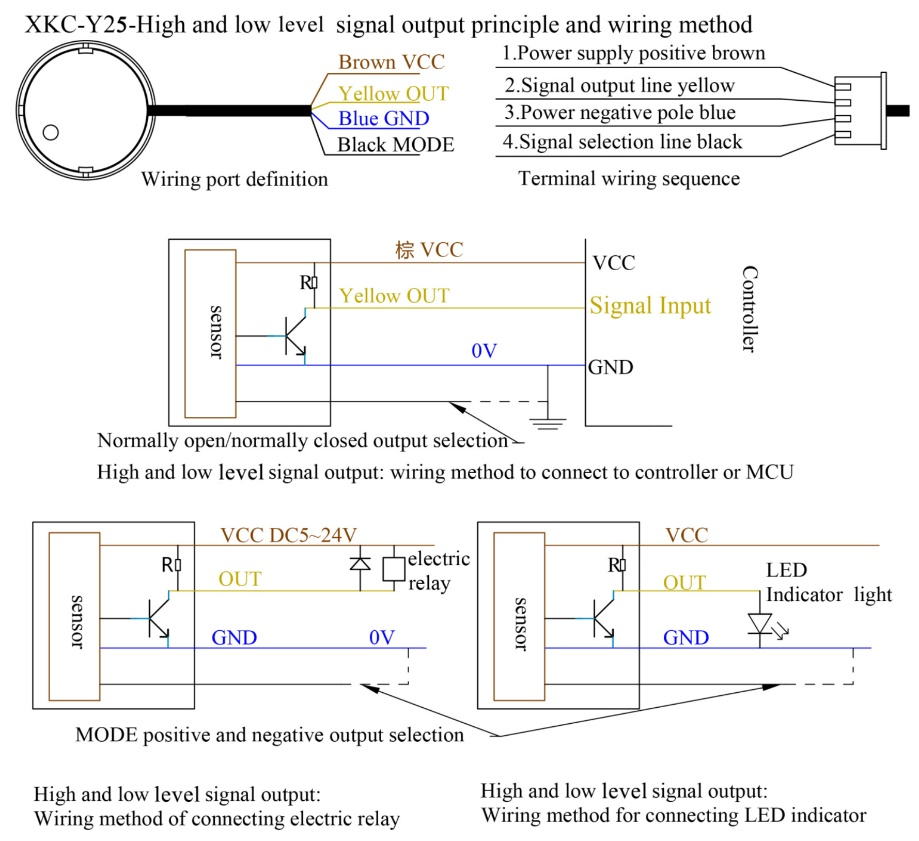 XKC-Y25-High and low level signal output principle and wiring method
Brown VCC
Yellow OUT
Blue GND
Black MODE
Wiring port definition
1.Power supply positive brown
2.Signal output line yellow
3.Power negative pole blue
4.Signal selection line black
Terminal wiring sequence
棕 VCC
VCC
R
Yellow OUT
Signal Input
sensor
0V
GND
Controller
Normally open/normally closed output selection
High and low level signal output: wiring method to connect to controller or MCU
VCC DC5~24V
R
OUT
electric
relay
sensor
GND
0V
VCC
R
OUT
LED
Indicator light
sensor
GND
MODE positive and negative output selection
High and low level signal output:
Wiring method of connecting electric relay
High and low level signal output:
Wiring method for connecting LED indicator